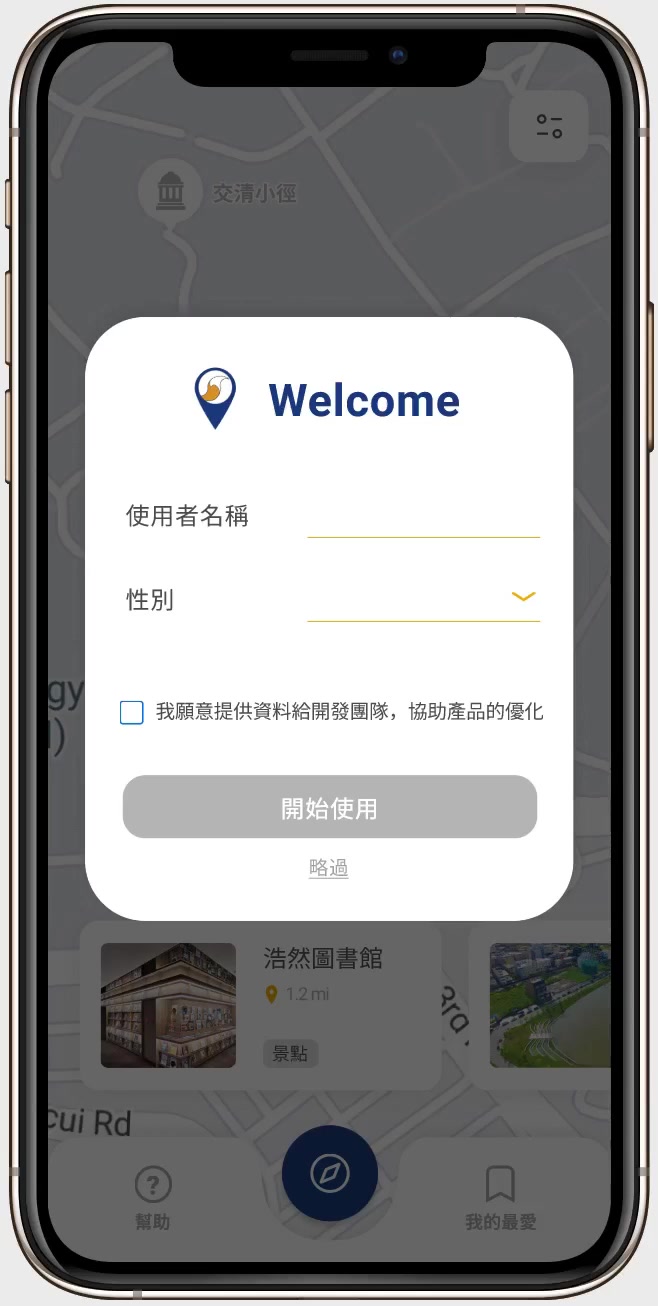 交清小徑
Welcome
使用者名稱
性別
gy
l)
我願意提供資料給開發團隊，協助產品的優化
開始使用
略過
浩然圖書館
1.2 mi
景點
cui Rd
?
幫助
我的最愛